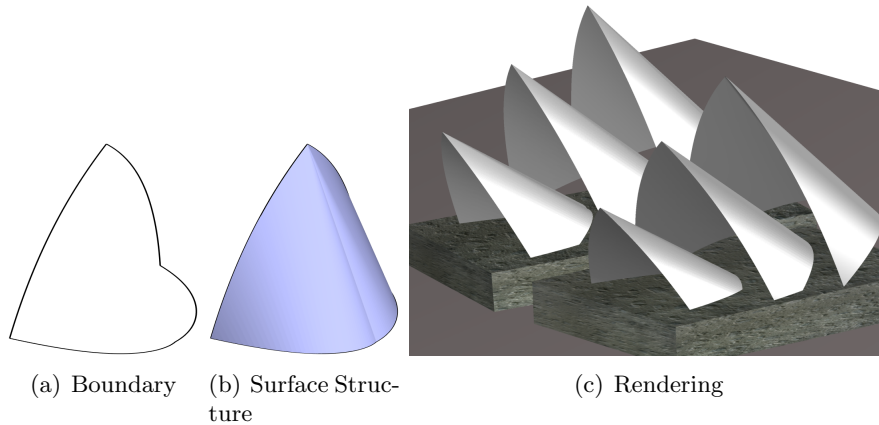 (a) Boundary
(b) Surface Struc-
ture
(c) Rendering